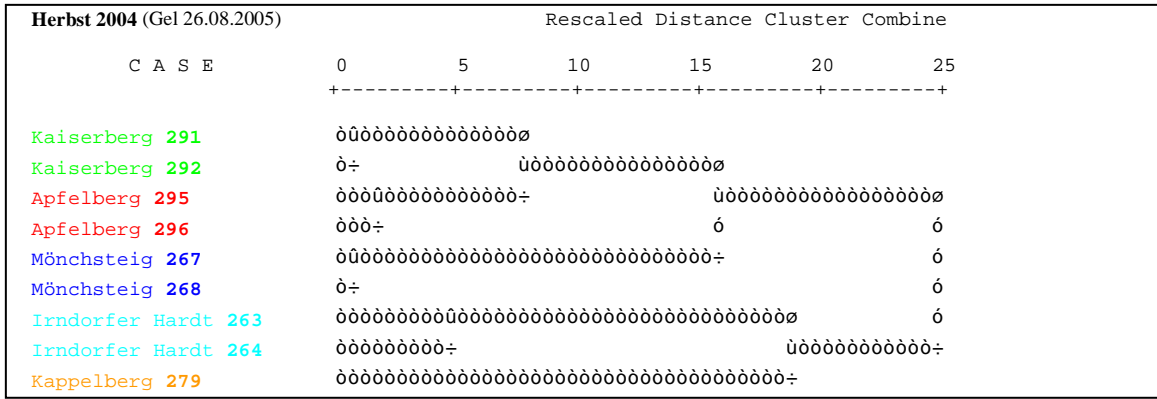 Herbst 2004 (Gel 26.08.2005) Rescaled Distance Cluster Combine
C A S E 0 5 10 15 20 25
+---------+---------+---------+---------+---------+
Kaiserberg 291 òûòòòòòòòòòòòòòø
Kaiserberg 292 ò÷ ùòòòòòòòòòòòòòòòø
Apfelberg 295 òòòûòòòòòòòòòòò÷ ùòòòòòòòòòòòòòòòòòø
Apfelberg 296 òòò÷ ó ó
Mönchsteig 267 òûòòòòòòòòòòòòòòòòòòòòòòòòòòòòò÷ ó
Mönchsteig 268 ò÷ ó
Irndorfer Hardt 263 òòòòòòòòòûòòòòòòòòòòòòòòòòòòòòòòòòòòòø ó
Irndorfer Hardt 264 òòòòòòòòò÷ ùòòòòòòòòòòò÷
Kappelberg 279 òòòòòòòòòòòòòòòòòòòòòòòòòòòòòòòòòòòòò÷